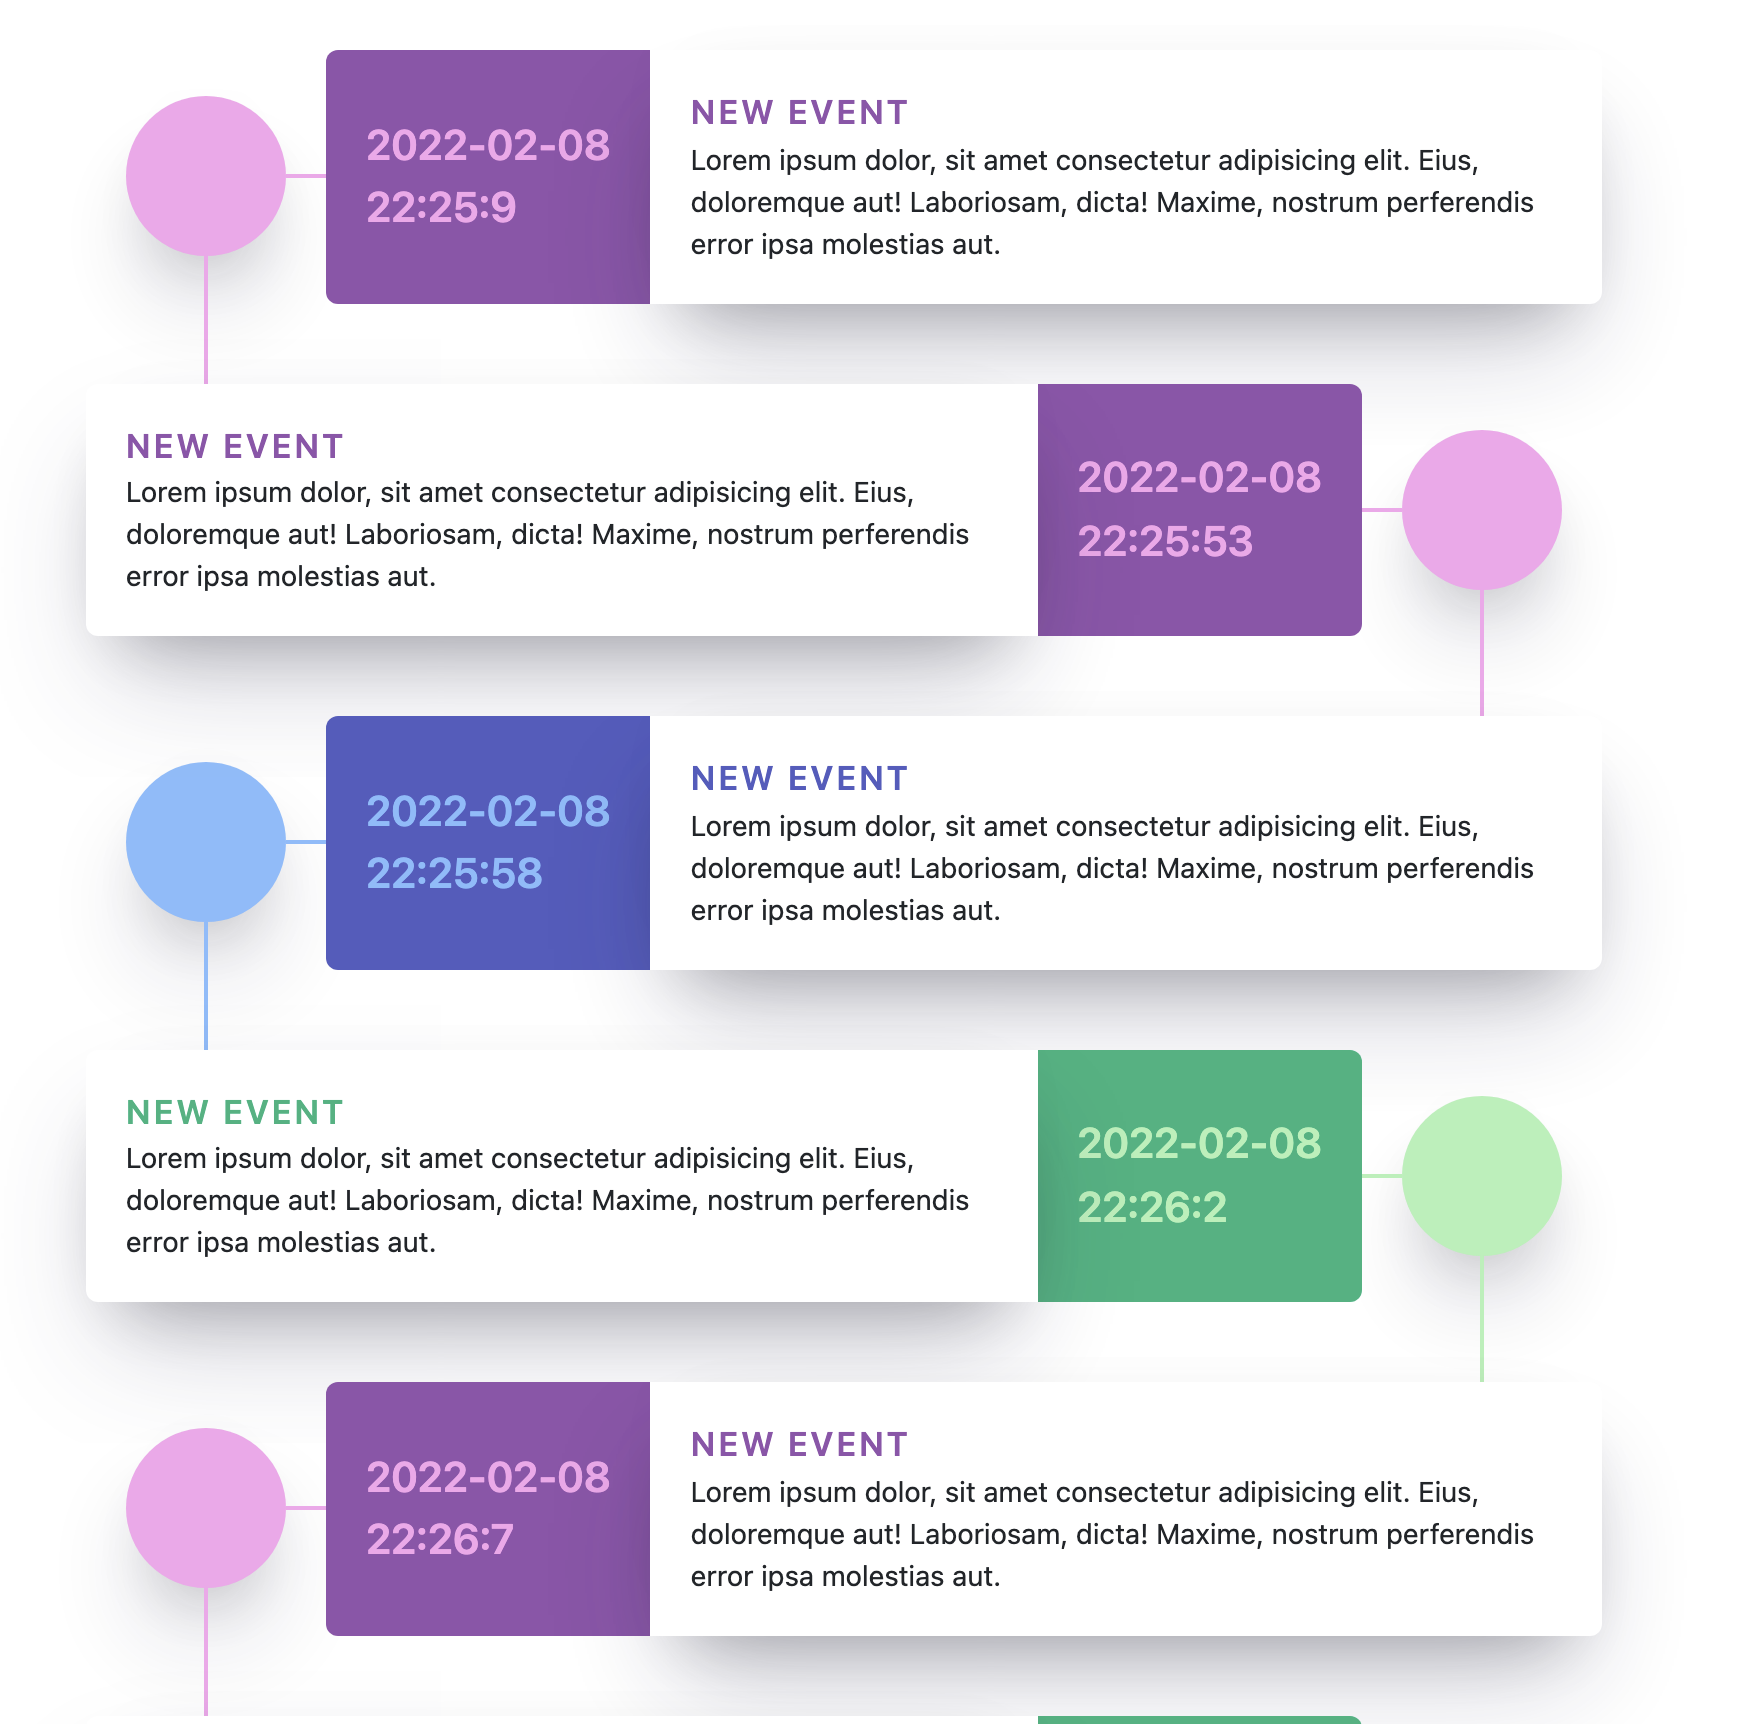 2022-02-08
22:25:9
NEW EVENT
Lorem ipsum dolor, sit amet consectetur adipisicing elit. Eius,
doloremque aut! Laboriosam, dicta! Maxime, nostrum perferendis
error ipsa molestias aut.
NEW EVENT
Lorem ipsum dolor, sit amet consectetur adipisicing elit. Eius,
doloremque aut! Laboriosam, dicta! Maxime, nostrum perferendis
error ipsa molestias aut.
2022-02-08
22:25:53
2022-02-08
22:25:58
NEW EVENT
Lorem ipsum dolor, sit amet consectetur adipisicing elit. Eius,
doloremque aut! Laboriosam, dicta! Maxime, nostrum perferendis
error ipsa molestias aut.
NEW EVENT
Lorem ipsum dolor, sit amet consectetur adipisicing elit. Eius,
doloremque aut! Laboriosam, dicta! Maxime, nostrum perferendis
error ipsa molestias aut.
2022-02-08
22:26:2
2022-02-08
22:26:7
NEW EVENT
Lorem ipsum dolor, sit amet consectetur adipisicing elit. Eius,
doloremque aut! Laboriosam, dicta! Maxime, nostrum perferendis
error ipsa molestias aut.